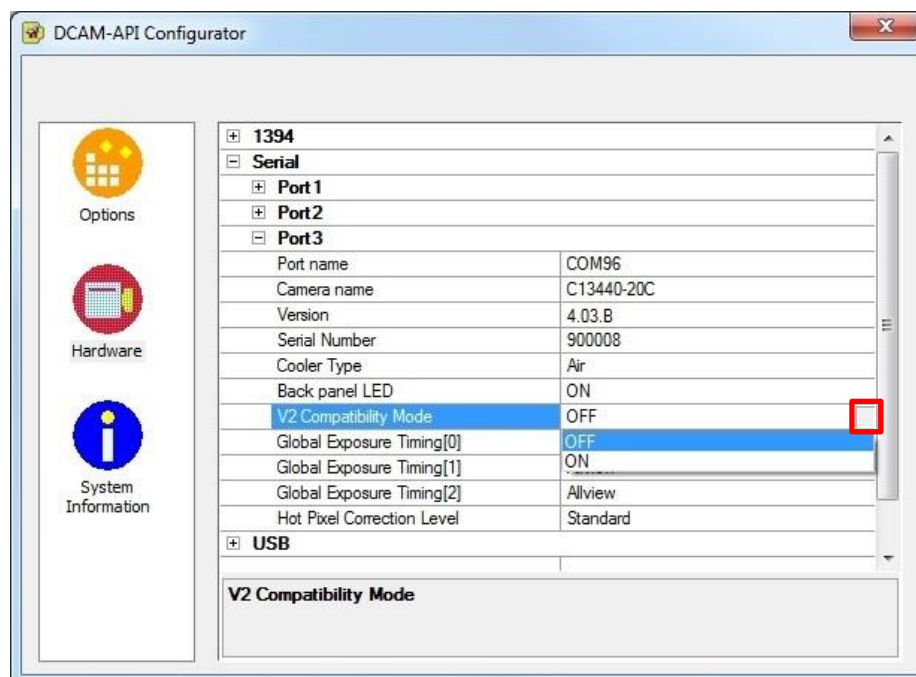 DCAM-API Configurator
Options
Hardware
System
Information
1394
Serial
Port1
Port2
Port3
Port name COM96
Camera name C13440-20C
Version 4.03.B
Serial Number 900008
Cooler Type Air
Back panel LED ON
V2 Compatibility Mode OFF
Global Exposure Timing[0] OFF
ON
Global Exposure Timing[1]
Global Exposure Timing[2] Allview
Hot Pixel Correction Level Standard
USB
V2 Compatibility Mode